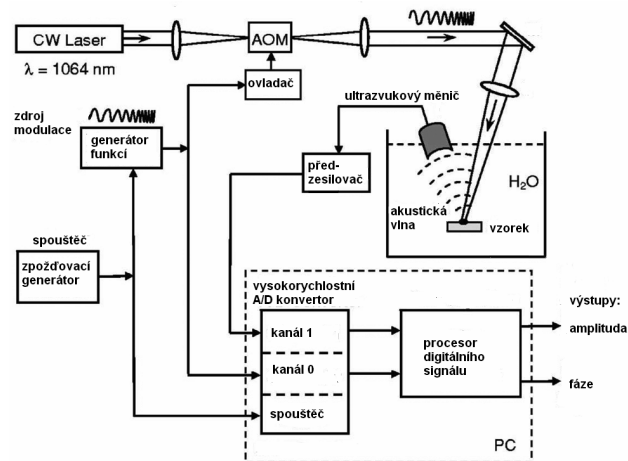 CW Laser
λ = 1064 nm
AOM
ovladač
ultrazvukový měnič
zdroj
modulace
generátor
funkcí
před-
zesilovač
H₂O
akustická
vlna
vzorek
spouštěč
zpožďovací
generátor
vysokorychlostní
A/D konvertor
kanál 1
kanál 0
spouštěč
procesor
digitálního
signálu
výstupy:
amplituda
fáze
PC